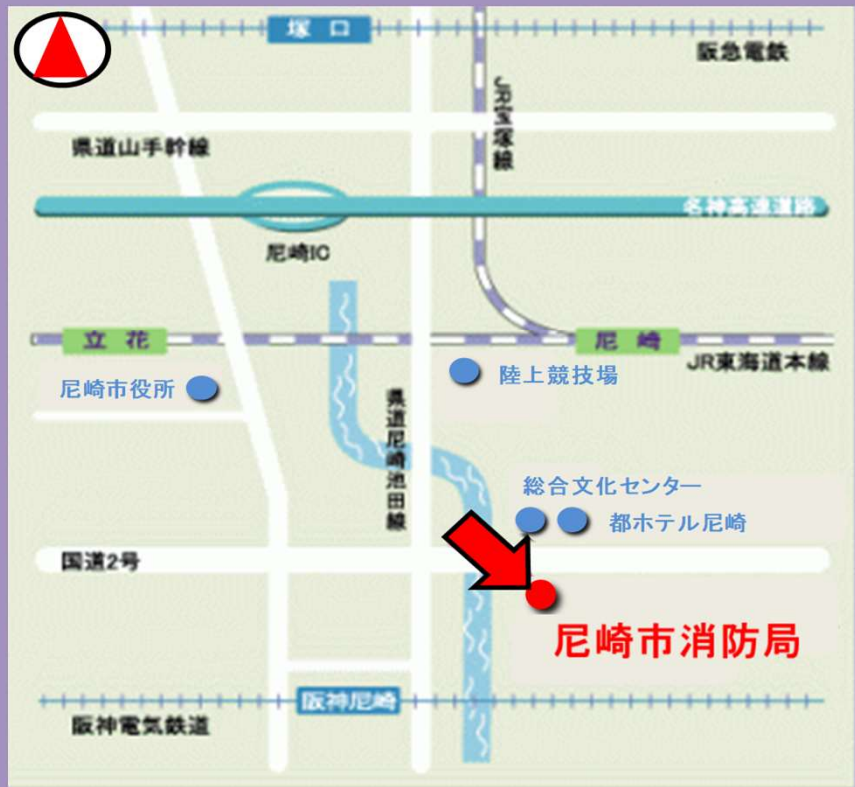 塚口
阪急電鉄
JR宝塚線
県道山手幹線
名神高速道路
尼崎IC
立花
尼崎
JR東海道本線
尼崎市役所
陸上競技場
県道尼崎池田線
総合文化センター
都ホテル尼崎
国道2号
尼崎市消防局
阪神尼崎
阪神電気鉄道